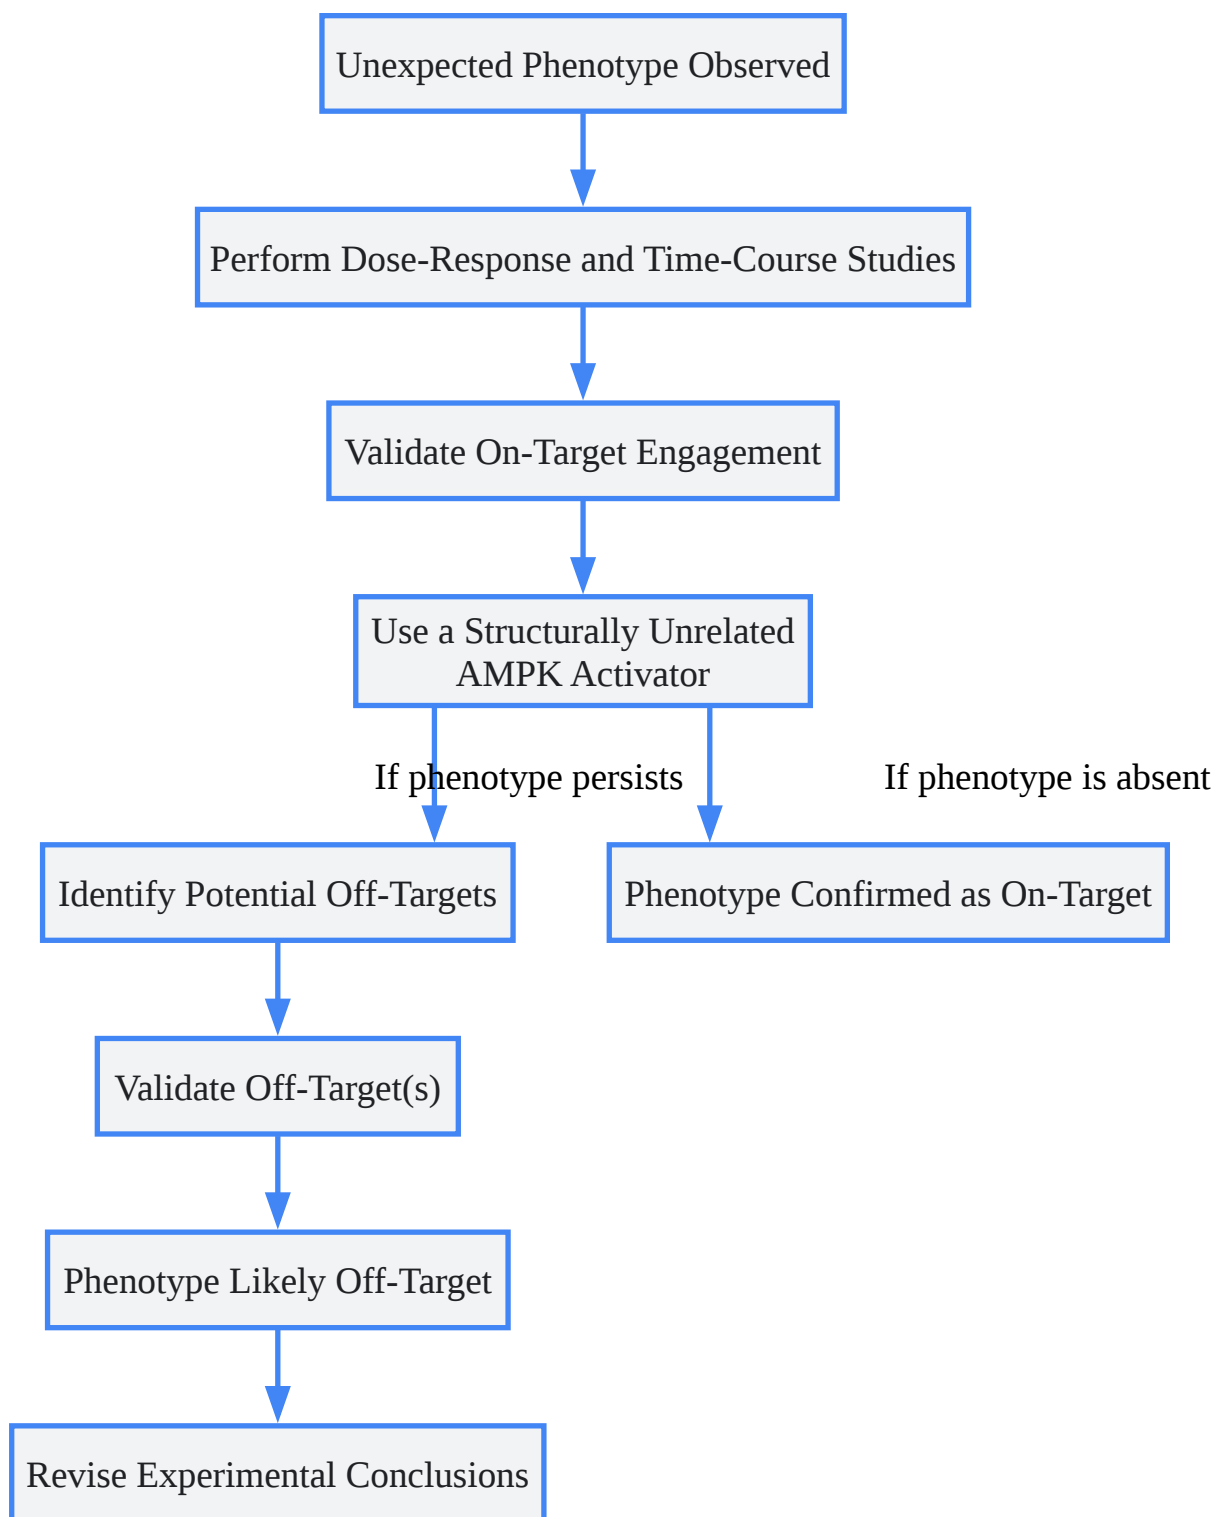 Unexpected Phenotype Observed
Perform Dose-Response and Time-Course Studies
Validate On-Target Engagement
Use a Structurally Unrelated
AMPK Activator
If phenotype persists
If phenotype is absent
Identify Potential Off-Targets
Phenotype Confirmed as On-Target
Validate Off-Target(s)
Phenotype Likely Off-Target
Revise Experimental Conclusions